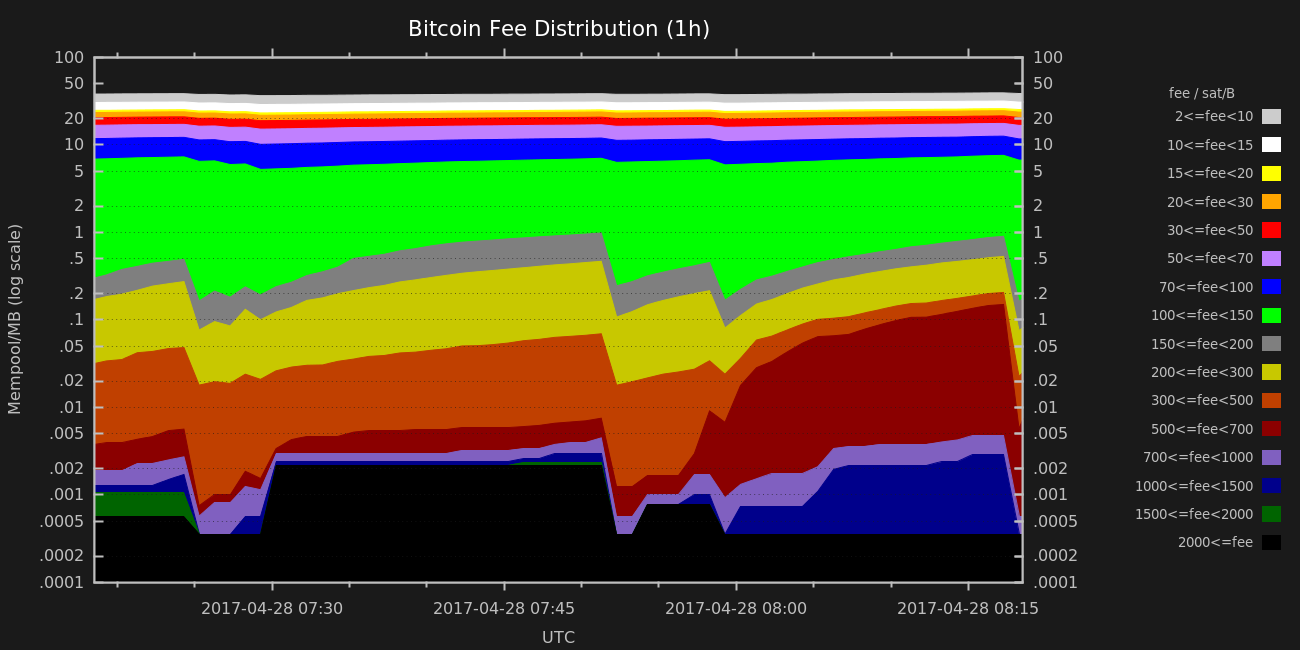 Bitcoin Fee Distribution (1h)
100
50
20
10
5
2
1
.5
.2
.1
.05
.02
.01
.005
.002
.001
.0005
.0002
.0001
Mempool/MB (log scale)
100
50
20
10
5
2
1
.5
.2
.1
.05
.02
.01
.005
.002
.001
.0005
.0002
.0001
2017-04-28 07:30
2017-04-28 07:45
2017-04-28 08:00
2017-04-28 08:15
UTC
fee / sat/B
2<=fee<10
10<=fee<15
15<=fee<20
20<=fee<30
30<=fee<50
50<=fee<70
70<=fee<100
100<=fee<150
150<=fee<200
200<=fee<300
300<=fee<500
500<=fee<700
700<=fee<1000
1000<=fee<1500
1500<=fee<2000
2000<=fee